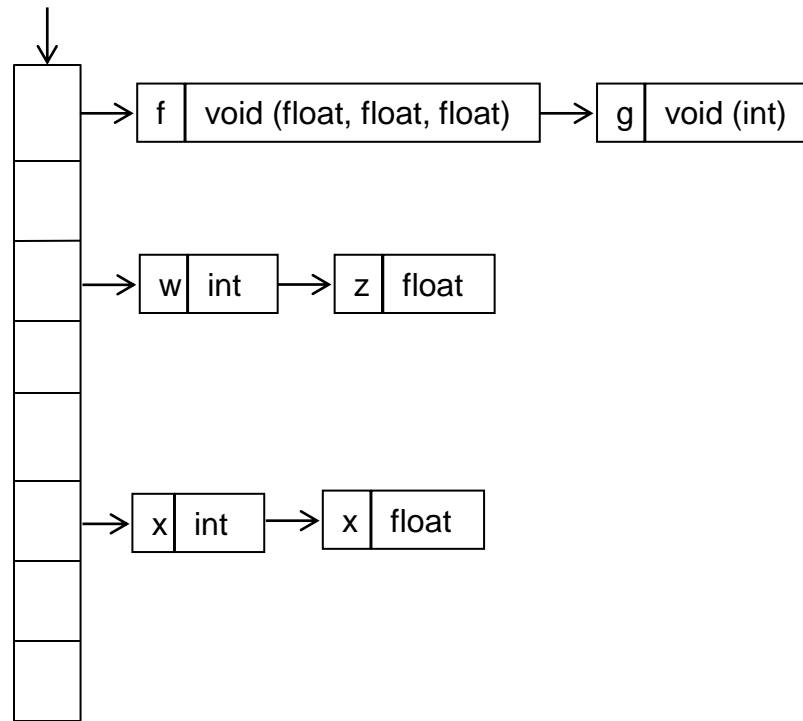 f void (float, float, float) g void (int)
w int z float
x int x float